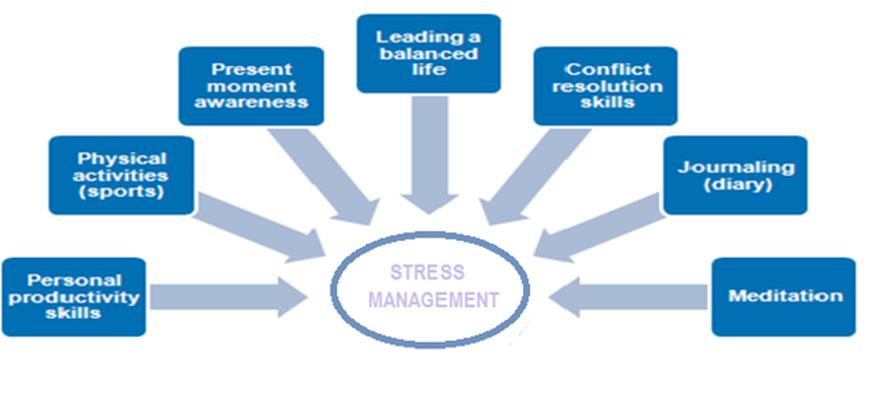 Leading a
balanced
life
Present
moment
awareness
Conflict
resolution
skills
Physical
activities
(sports)
Journaling
(diary)
Personal
productivity
skills
STRESS
MANAGEMENT
Meditation